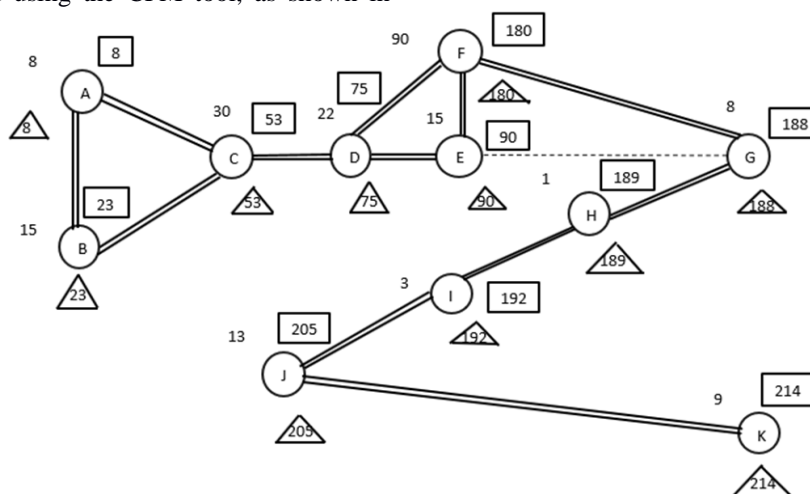 using the CPM tool, as shown in
90 F 180
8 8
A
75 180
30 53 22 15 90 8 188
8
C D E G
23 1 189
15 B 53 75 90 H 188
23 3 I 192 189
13 205 192
J 9 214
205 K
214